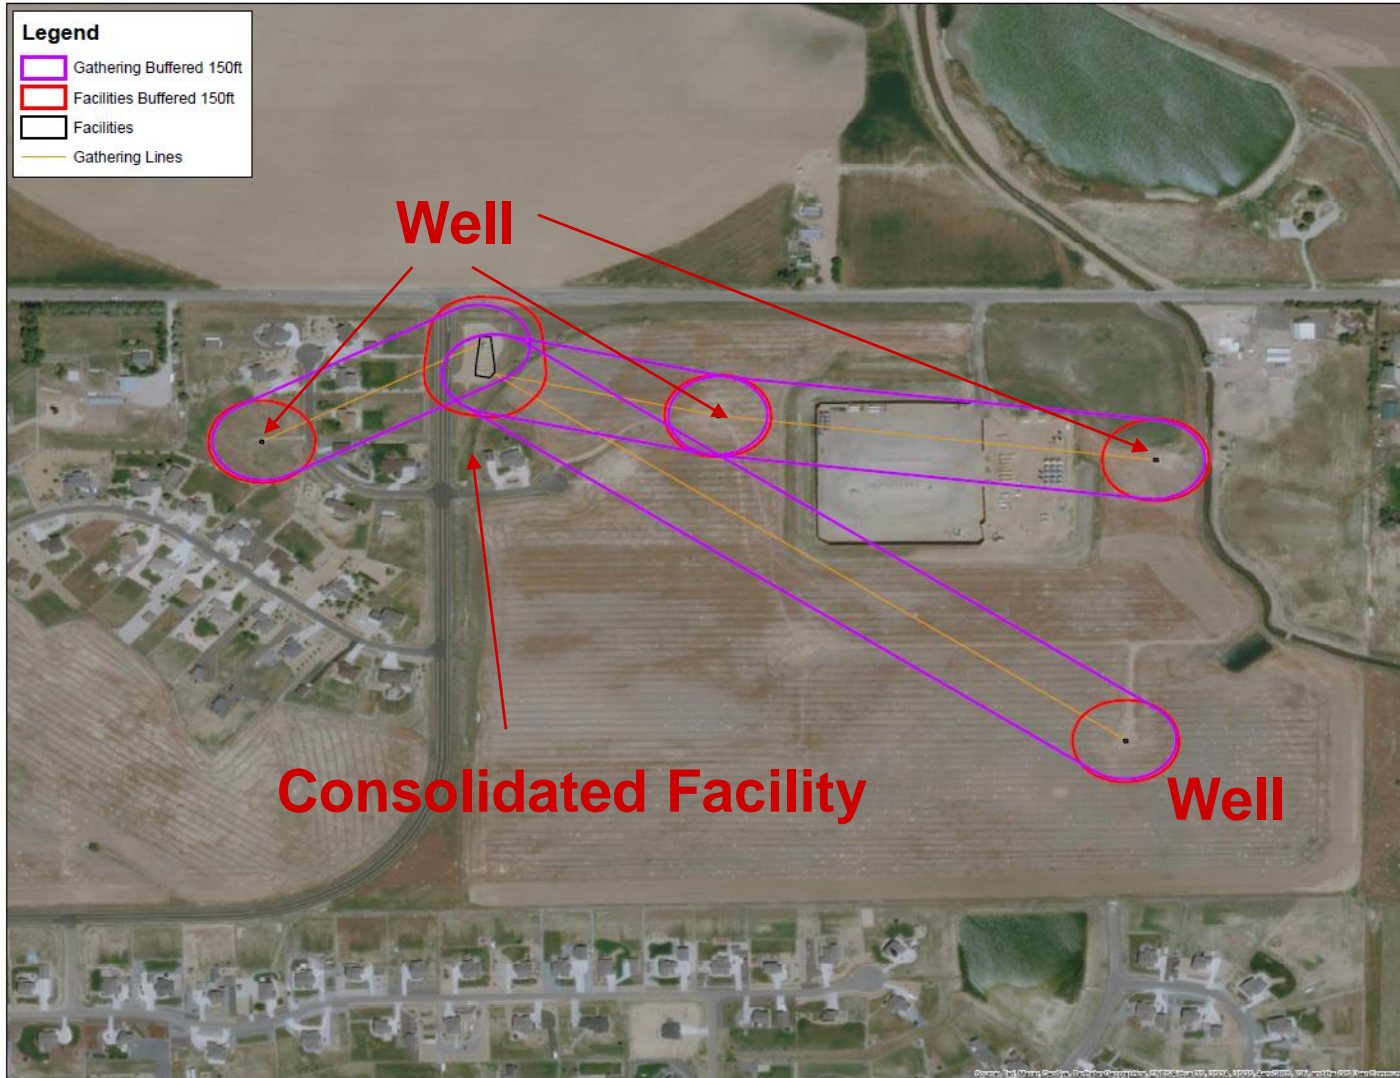 Legend
Gathering Buffered 150ft
Facilities Buffered 150ft
Facilities
Gathering Lines
Well
Consolidated Facility
Well